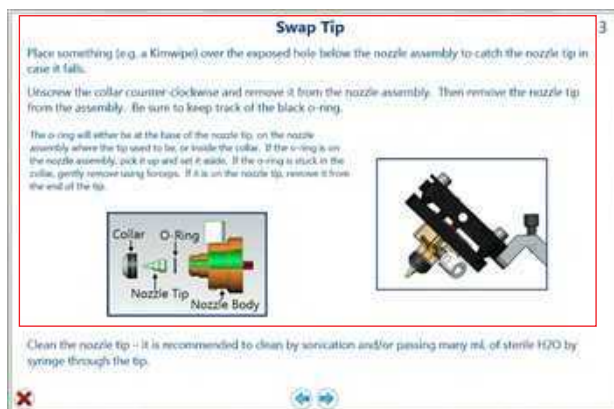 Swap Tip
3
Place something (e.g. a Kimwipe) over the exposed hole below the nozzle assembly to catch the nozzle tip in
case it falls.
Unscrew the collar counter-clockwise and remove it from the nozzle assembly. Then remove the nozzle tip
from the assembly. Be sure to keep track of the black o-ring.
The o-ring will either be at the base of the nozzle tip, on the nozzle
assembly where the tip used to be, or inside the collar. If the o-ring is on
the nozzle assembly, pick it up and set it aside. If the o-ring is stuck in the
collar, gently remove using forceps. If it is on the nozzle tip, remove it from
the end of the tip.
Collar O-Ring
Nozzle Tip
Nozzle Body
Clean the nozzle tip – it is recommended to clean by sonication and/or passing many mL of sterile H2O by
syringe through the tip.